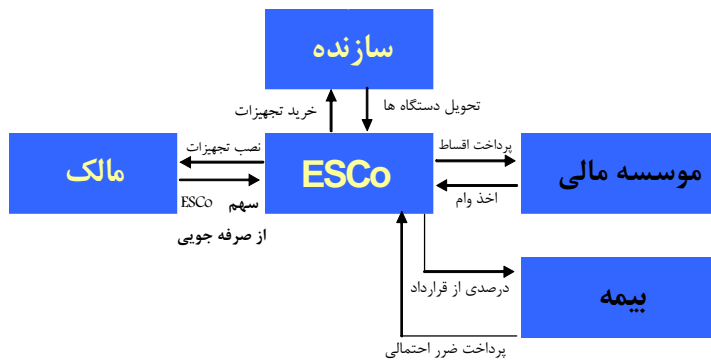 سازنده
خرید تجهیزات
تحویل دستگاه ها
مالک
نصب تجهیزات
سهم ESCo
از صرفه جویی
ESCo
پرداخت اقساط
اخذ وام
موسسه مالی
درصدی از قرارداد
بیمه
پرداخت ضرر احتمالی